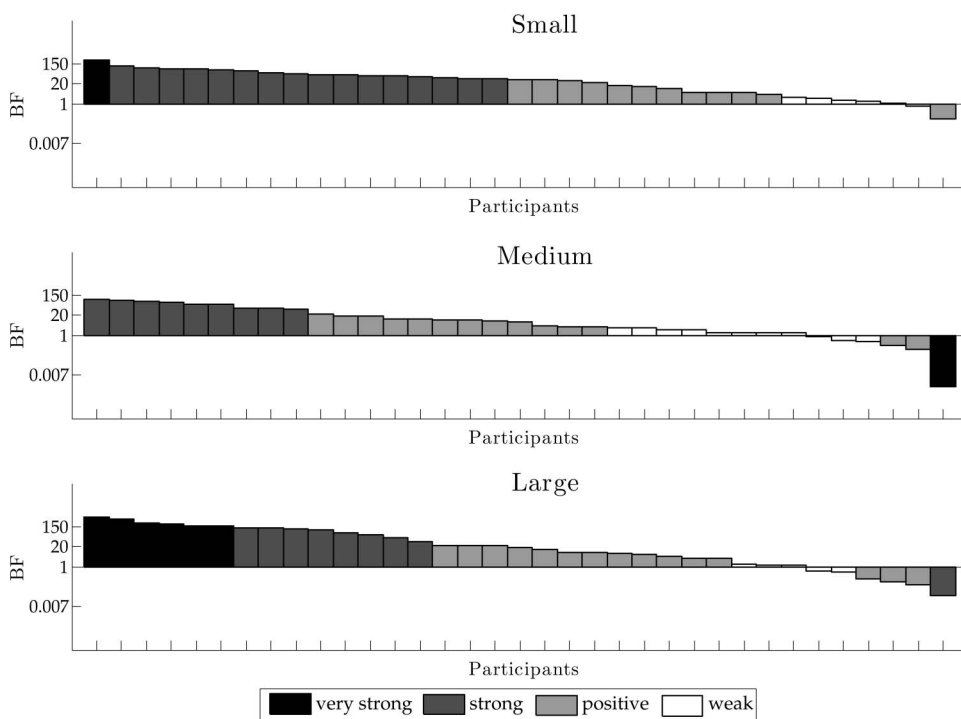 Small
150
20
1
0.007
BF
Participants
Medium
150
20
1
0.007
BF
Participants
Large
150
20
1
0.007
BF
Participants
very strong strong positive weak